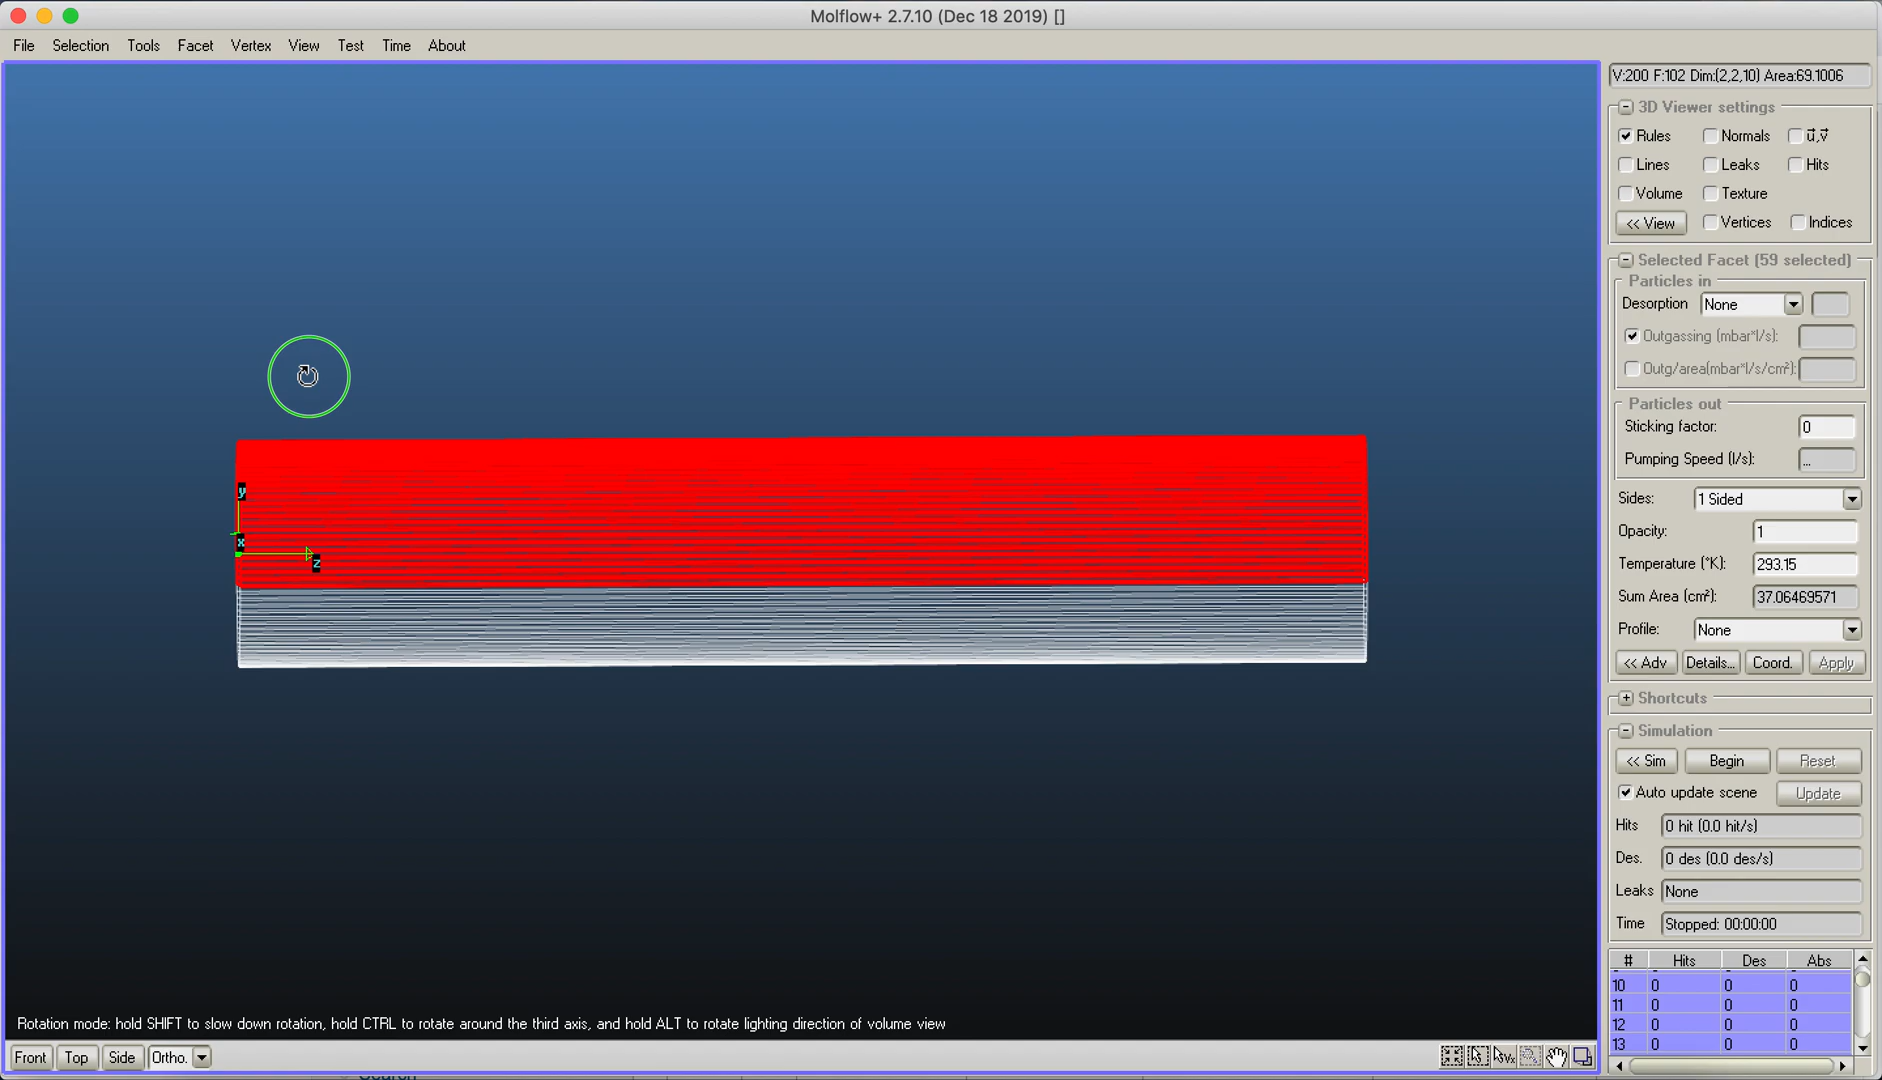 Molflow+ 2.7.10 (Dec 18 2019) []
File Selection Tools Facet Vertex View Test Time About
V:200 F:102 Dim:(2,2,10) Area:69.1006
3D Viewer settings
Rules Normals u,v
Lines Leaks Hits
Volume Texture
<< View Vertices Indices
Selected Facet (59 selected)
Particles in
Desorption None
Outgassing (mbar*l/s):
Outg/area(mbar*l/s/cm²):
Particles out
Sticking factor: 0
Pumping Speed (l/s): ...
Sides: 1 Sided
Opacity: 1
Temperature (°K): 293.15
Sum Area (cm²): 37.06469571
Profile: None
<< Adv Details... Coord. Apply
Shortcuts
Simulation
<< Sim Begin Reset
Auto update scene Update
Hits 0 hit (0.0 hit/s)
Des. 0 des (0.0 des/s)
Leaks None
Time Stopped: 00:00:00
# Hits Des Abs
10 0 0 0
11 0 0 0
12 0 0 0
13 0 0 0
y
x
z
Rotation mode: hold SHIFT to slow down rotation, hold CTRL to rotate around the third axis, and hold ALT to rotate lighting direction of volume view
Front Top Side Ortho.
Vx